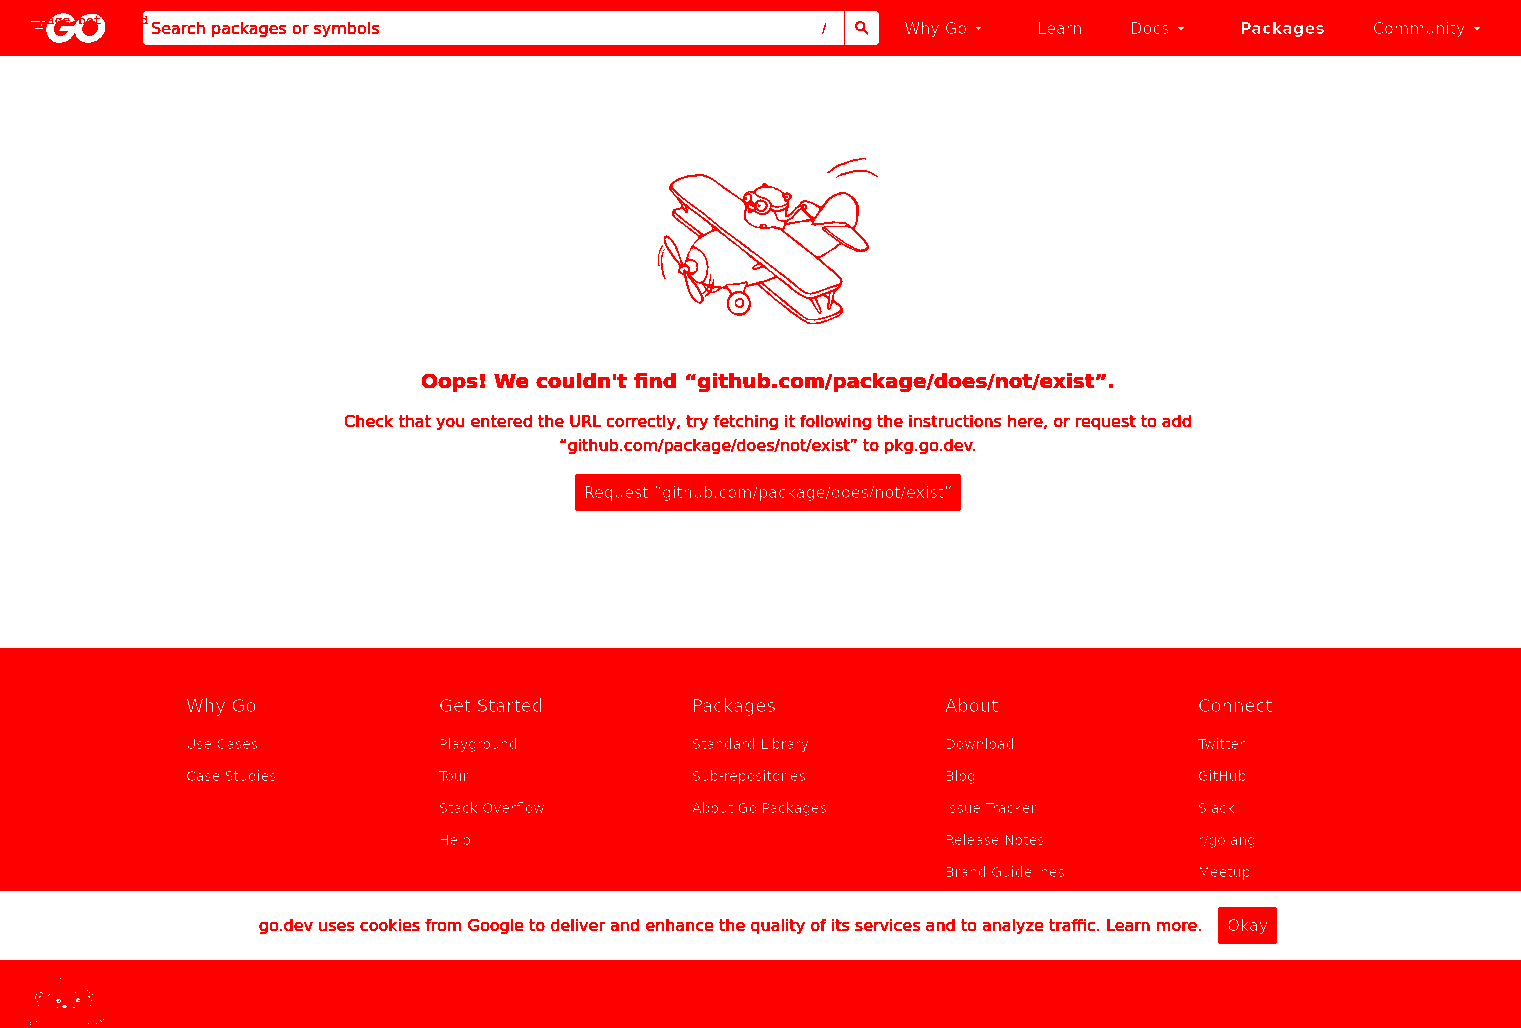 GO
Search packages or symbols
/
Why Go
Learn
Docs
Packages
Community
Oops! We couldn't find “github.com/package/does/not/exist”.
Check that you entered the URL correctly, try fetching it following the instructions here, or request to add
“github.com/package/does/not/exist” to pkg.go.dev.
Request “github.com/package/does/not/exist”
Why Go
Use Cases
Case Studies
Get Started
Playground
Tour
Stack Overflow
Help
Packages
Standard Library
Sub-repositories
About Go Packages
About
Download
Blog
Issue Tracker
Release Notes
Brand Guidelines
Connect
Twitter
GitHub
Slack
r/golang
Meetup
go.dev uses cookies from Google to deliver and enhance the quality of its services and to analyze traffic. Learn more.
Okay